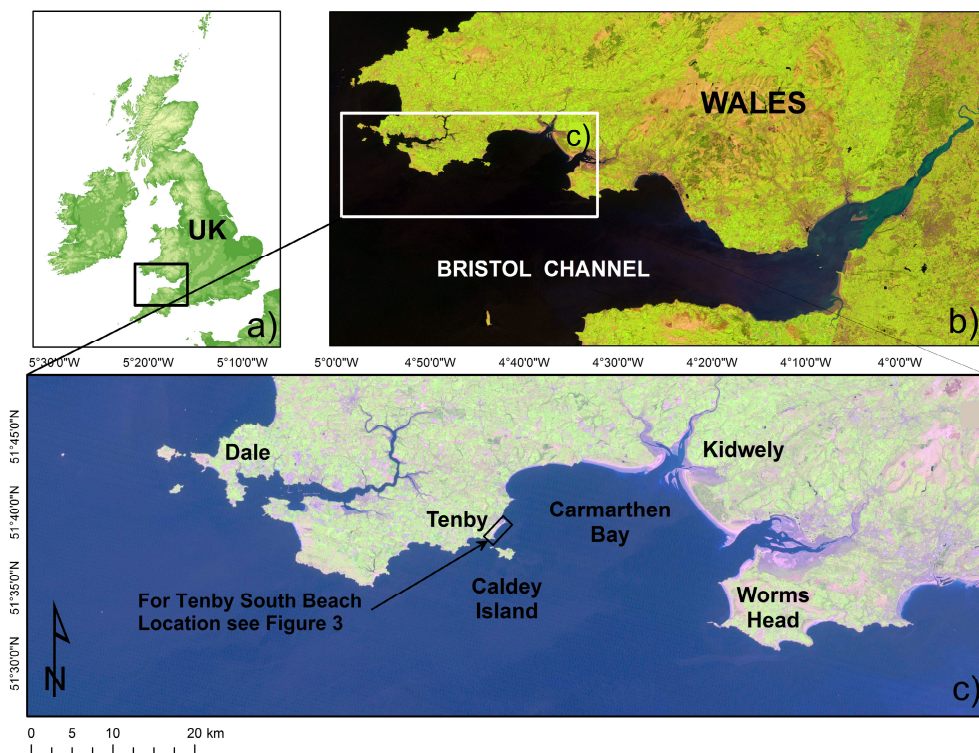 UK
a)
WALES
c)
BRISTOL CHANNEL
b)
5°30'0"W 5°20'0"W 5°10'0"W 5°00'0"W 4°50'0"W 4°40'0"W 4°30'0"W 4°20'0"W 4°10'0"W 4°0'0"W
51°45'0"N
51°40'0"N
51°35'0"N
51°30'0"N
Dale
Kidwely
Tenby
Carmarthen
Bay
Caldey
Island
For Tenby South Beach
Location see Figure 3
Worms
Head
N
c)
0 5 10 20 km